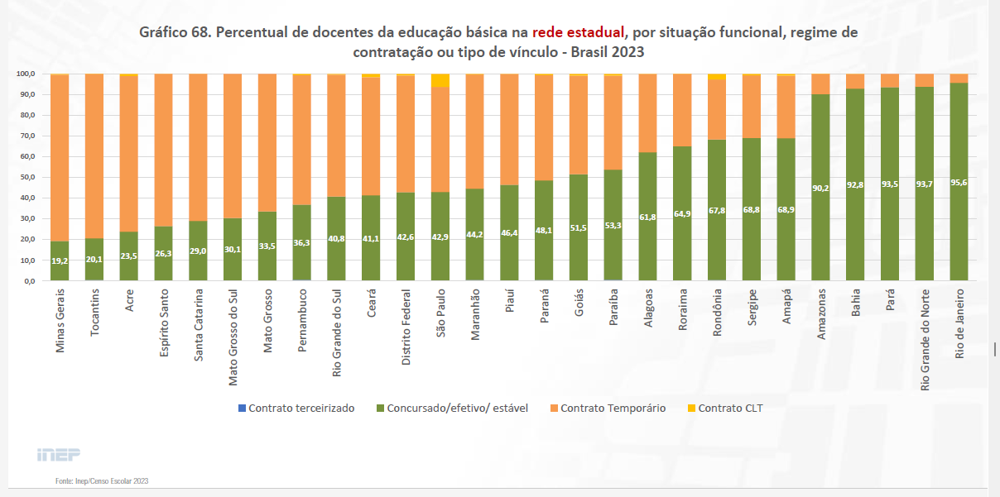 Gráfico 68. Percentual de docentes da educação básica na rede estadual, por situação funcional, regime de
contratação ou tipo de vínculo - Brasil 2023
100,0
90,0
80,0
70,0
60,0
50,0
40,0
30,0
20,0
10,0
0,0
19,2
20,1
23,5
26,3
29,0
30,1
33,5
36,3
40,8
41,1
42,6
42,9
44,2
46,4
48,1
51,5
53,3
61,8
64,9
67,8
68,8
68,9
90,2
92,8
93,5
93,7
95,6
Minas Gerais
Tocantins
Acre
Espírito Santo
Santa Catarina
Mato Grosso do Sul
Mato Grosso
Pernambuco
Rio Grande do Sul
Ceará
Distrito Federal
São Paulo
Maranhão
Piauí
Paraná
Goiás
Paraíba
Alagoas
Roraima
Rondônia
Sergipe
Amapá
Amazonas
Bahia
Pará
Rio Grande do Norte
Rio de Janeiro
Contrato terceirizado
Concursado/efetivo/ estável
Contrato Temporário
Contrato CLT
inep
Fonte: Inep/Censo Escolar 2023